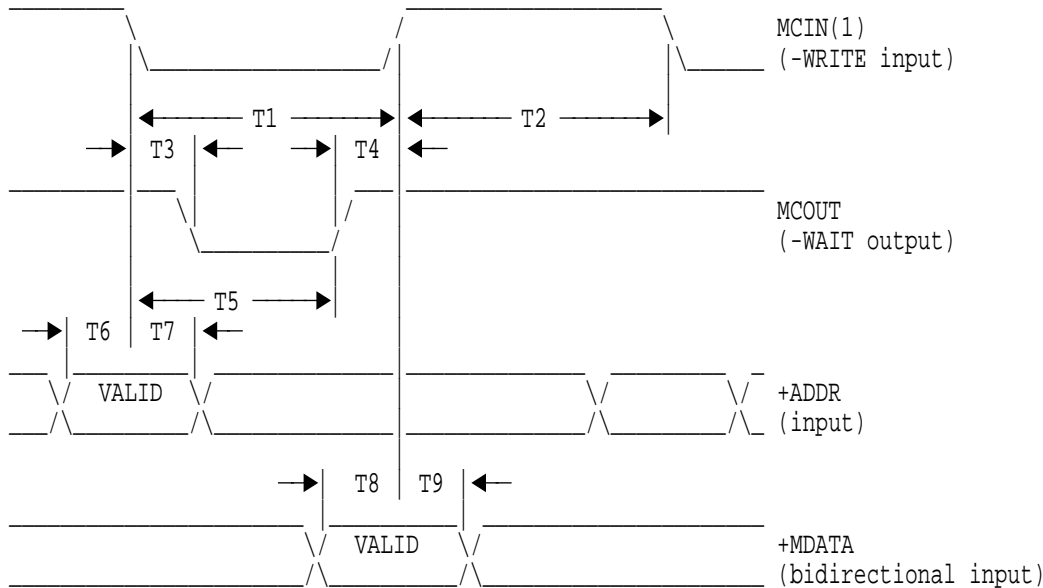 MCIN(1)
(-WRITE input)
T1
T2
T3
T4
MCOUT
(-WAIT output)
T5
T6
T7
VALID
+ADDR
(input)
T8
T9
VALID
+MDATA
(bidirectional input)